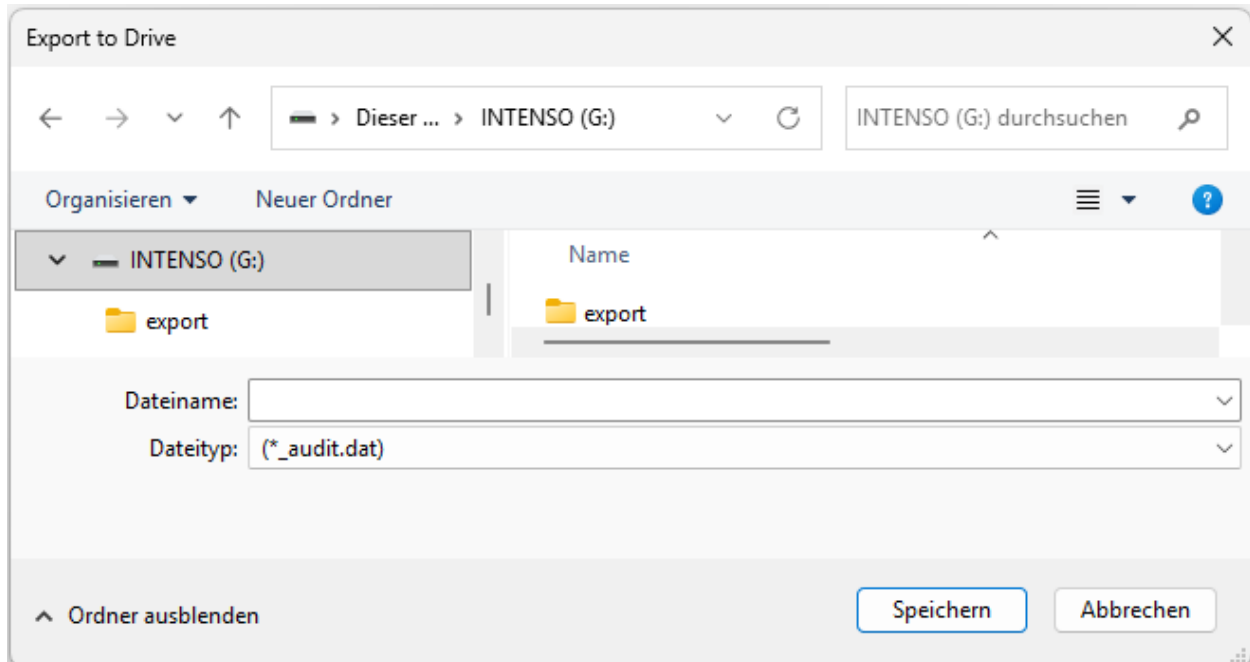 Export to Drive
Dieser ... INTENSO (G:) INTENSO (G:) durchsuchen
Organisieren Neuer Ordner ?
INTENSO (G:) Name
export export
Dateiname:
Dateityp: (*_audit.dat)
Ordner ausblenden Speichern Abbrechen